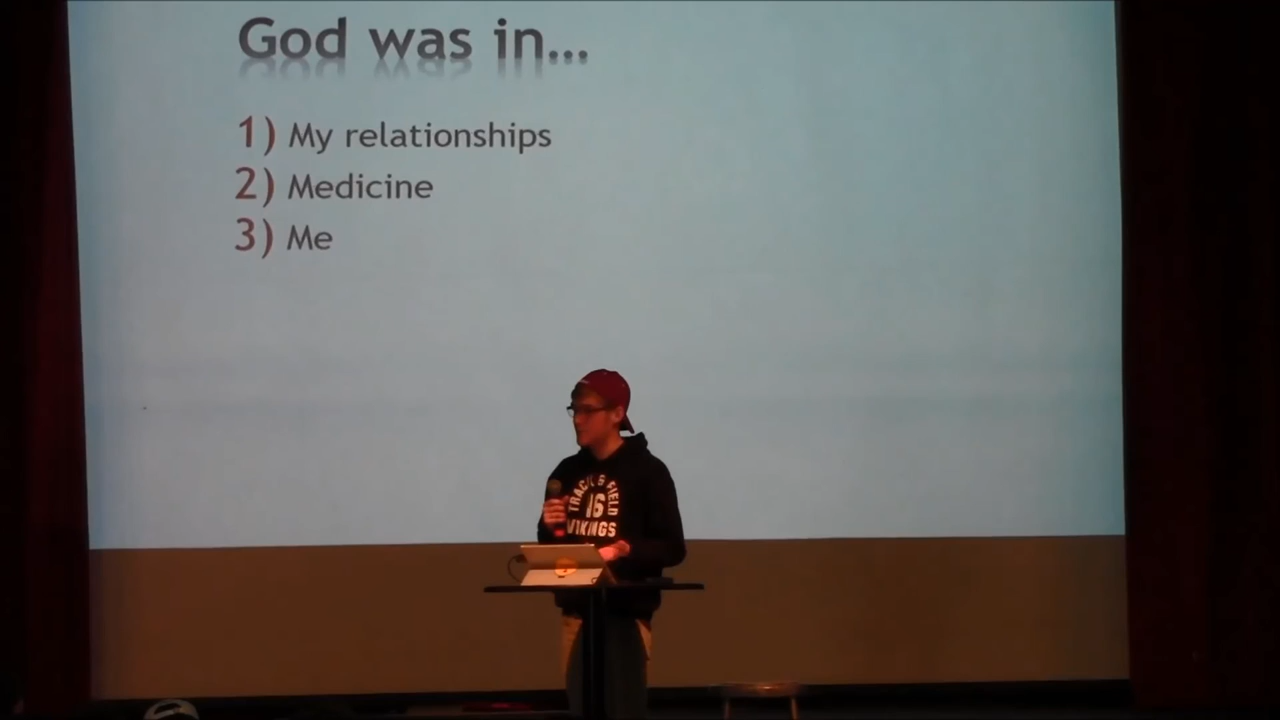 God was in...
1) My relationships
2) Medicine
3) Me
TRACK & FIELD
16
VIKINGS